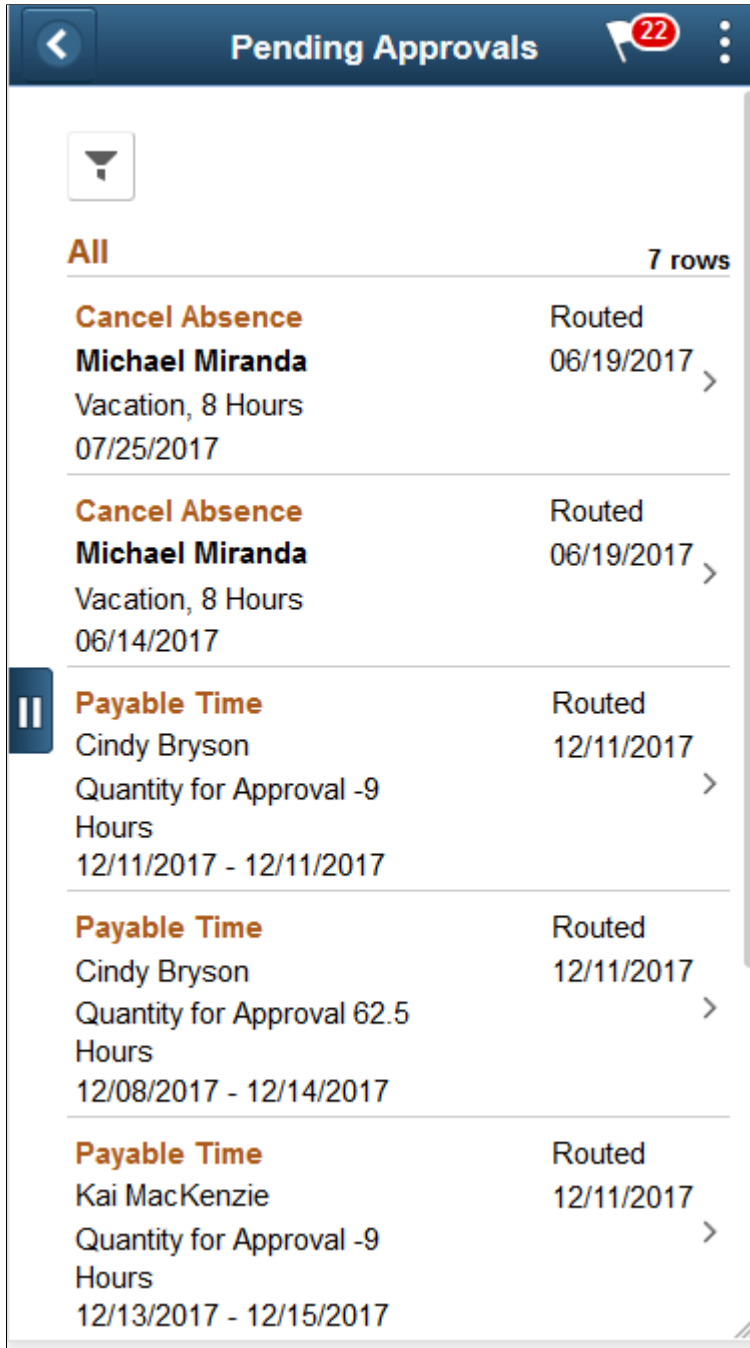 Pending Approvals 22
All 7 rows
Cancel Absence Routed
Michael Miranda 06/19/2017
Vacation, 8 Hours
07/25/2017
Cancel Absence Routed
Michael Miranda 06/19/2017
Vacation, 8 Hours
06/14/2017
Payable Time Routed
Cindy Bryson 12/11/2017
Quantity for Approval -9
Hours
12/11/2017 - 12/11/2017
Payable Time Routed
Cindy Bryson 12/11/2017
Quantity for Approval 62.5
Hours
12/08/2017 - 12/14/2017
Payable Time Routed
Kai MacKenzie 12/11/2017
Quantity for Approval -9
Hours
12/13/2017 - 12/15/2017